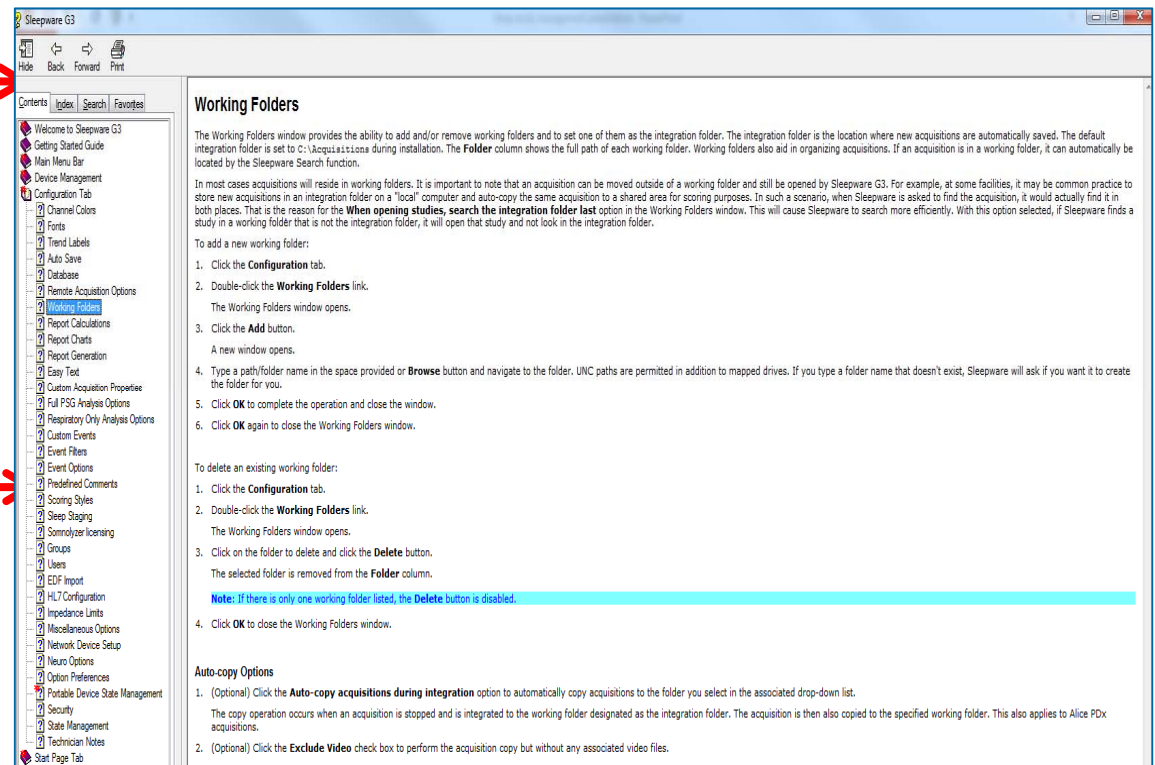 Sleepware G3
Hide Back Forward Print
Contents Index Search Favorites
Welcome to Sleepware G3
Getting Started Guide
Main Menu Bar
Device Management
Configuration Tab
Channel Colors
Fonts
Trend Labels
Auto Save
Database
Remote Acquisition Options
Working Folders
Report Calculations
Report Charts
Report Generation
Easy Text
Custom Acquisition Properties
Full PSG Analysis Options
Respiratory Only Analysis Options
Custom Events
Event Filters
Event Options
Predefined Comments
Scoring Styles
Sleep Staging
Somnolyzer licensing
Groups
Users
EDF Import
HL7 Configuration
Impedance Limits
Miscellaneous Options
Network Device Setup
Neuro Options
Option Preferences
Portable Device State Management
Security
State Management
Technician Notes
Start Page Tab
Working Folders
The Working Folders window provides the ability to add and/or remove working folders and to set one of them as the integration folder. The integration folder is the location where new acquisitions are automatically saved. The default
integration folder is set to C:\Acquisitions during installation. The Folder column shows the full path of each working folder. Working folders also aid in organizing acquisitions. If an acquisition is in a working folder, it can automatically be
located by the Sleepware Search function.
In most cases acquisitions will reside in working folders. It is important to note that an acquisition can be moved outside of a working folder and still be opened by Sleepware G3. For example, at some facilities, it may be common practice to
store new acquisitions in an integration folder on a "local" computer and auto-copy the same acquisition to a shared area for scoring purposes. In such a scenario, when Sleepware is asked to find the acquisition, it would actually find it in
both places. That is the reason for the When opening studies, search the integration folder last option in the Working Folders window. This will cause Sleepware to search more efficiently. With this option selected, if Sleepware finds a
study in a working folder that is not the integration folder, it will open that study and not look in the integration folder.
To add a new working folder:
1. Click the Configuration tab.
2. Double-click the Working Folders link.
The Working Folders window opens.
3. Click the Add button.
A new window opens.
4. Type a path/folder name in the space provided or Browse button and navigate to the folder. UNC paths are permitted in addition to mapped drives. If you type a folder name that doesn't exist, Sleepware will ask if you want it to create
the folder for you.
5. Click OK to complete the operation and close the window.
6. Click OK again to close the Working Folders window.
To delete an existing working folder:
1. Click the Configuration tab.
2. Double-click the Working Folders link.
The Working Folders window opens.
3. Click on the folder to delete and click the Delete button.
The selected folder is removed from the Folder column.
Note: If there is only one working folder listed, the Delete button is disabled.
4. Click OK to close the Working Folders window.
Auto-copy Options
1. (Optional) Click the Auto-copy acquisitions during integration option to automatically copy acquisitions to the folder you select in the associated drop-down list.
The copy operation occurs when an acquisition is stopped and is integrated to the working folder designated as the integration folder. The acquisition is then also copied to the specified working folder. This also applies to Alice PDx
acquisitions.
2. (Optional) Click the Exclude Video check box to perform the acquisition copy but without any associated video files.